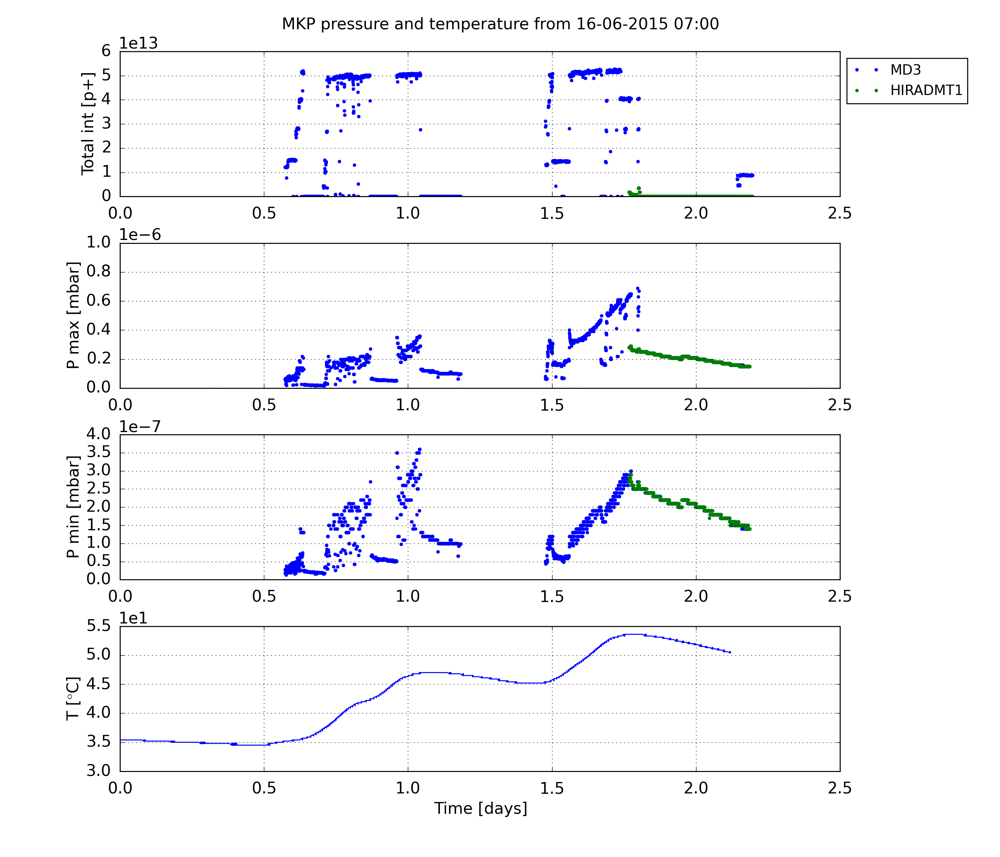 MKP pressure and temperature from 16-06-2015 07:00
1e13
6
5
4
3
2
1
0
Total int [p+]
0.0 0.5 1.0 1.5 2.0 2.5
MD3
HIRADMT1
1e−6
1.0
0.8
0.6
0.4
0.2
0.0
P max [mbar]
0.0 0.5 1.0 1.5 2.0 2.5
1e−7
4.0
3.5
3.0
2.5
2.0
1.5
1.0
0.5
0.0
P min [mbar]
0.0 0.5 1.0 1.5 2.0 2.5
1e1
5.5
5.0
4.5
4.0
3.5
3.0
T [°C]
0.0 0.5 1.0 1.5 2.0 2.5
Time [days]